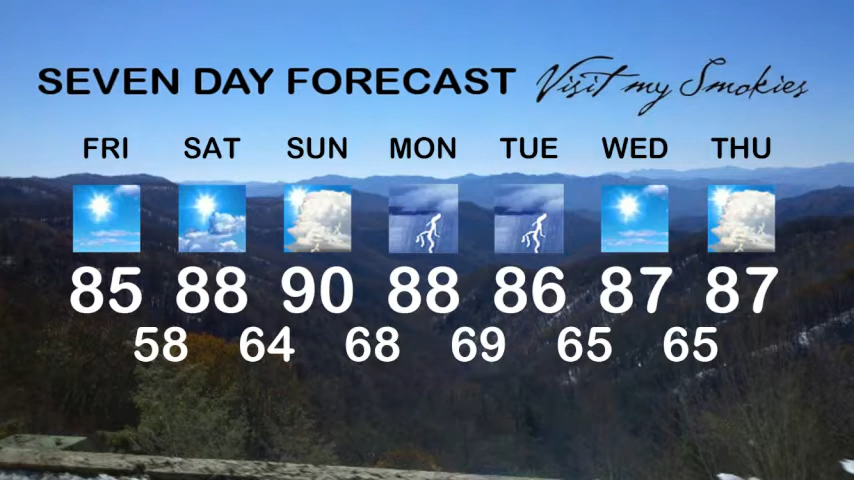 SEVEN DAY FORECAST Visit my Smokies
FRI SAT SUN MON TUE WED THU
85 88 90 88 86 87 87
58 64 68 69 65 65